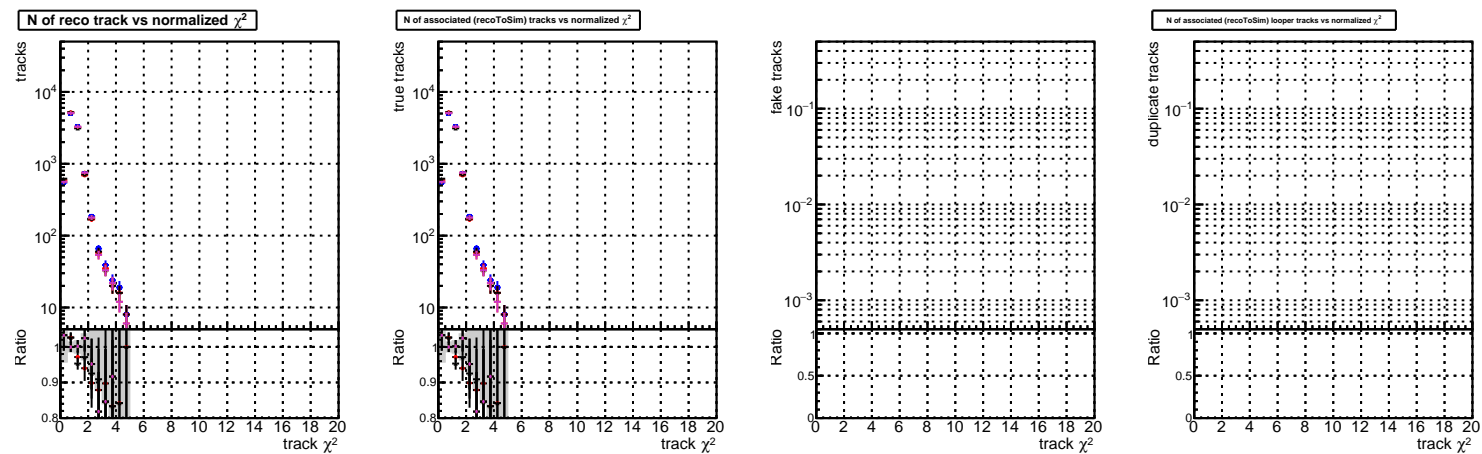 N of reco track vs normalized χ²
tracks
10⁴
10³
10²
10
Ratio
1
0.9
0.8
0 2 4 6 8 10 12 14 16 18 20
track χ²
N of associated (recoToSim) tracks vs normalized χ²
true tracks
10⁴
10³
10²
10
Ratio
1
0.9
0.8
0 2 4 6 8 10 12 14 16 18 20
track χ²
fake tracks
10⁻¹
10⁻²
10⁻³
Ratio
1
0.5
0
0 2 4 6 8 10 12 14 16 18 20
track χ²
N of associated (recoToSim) looper tracks vs normalized χ²
duplicate tracks
10⁻¹
10⁻²
10⁻³
Ratio
1
0.5
0
0 2 4 6 8 10 12 14 16 18 20
track χ²